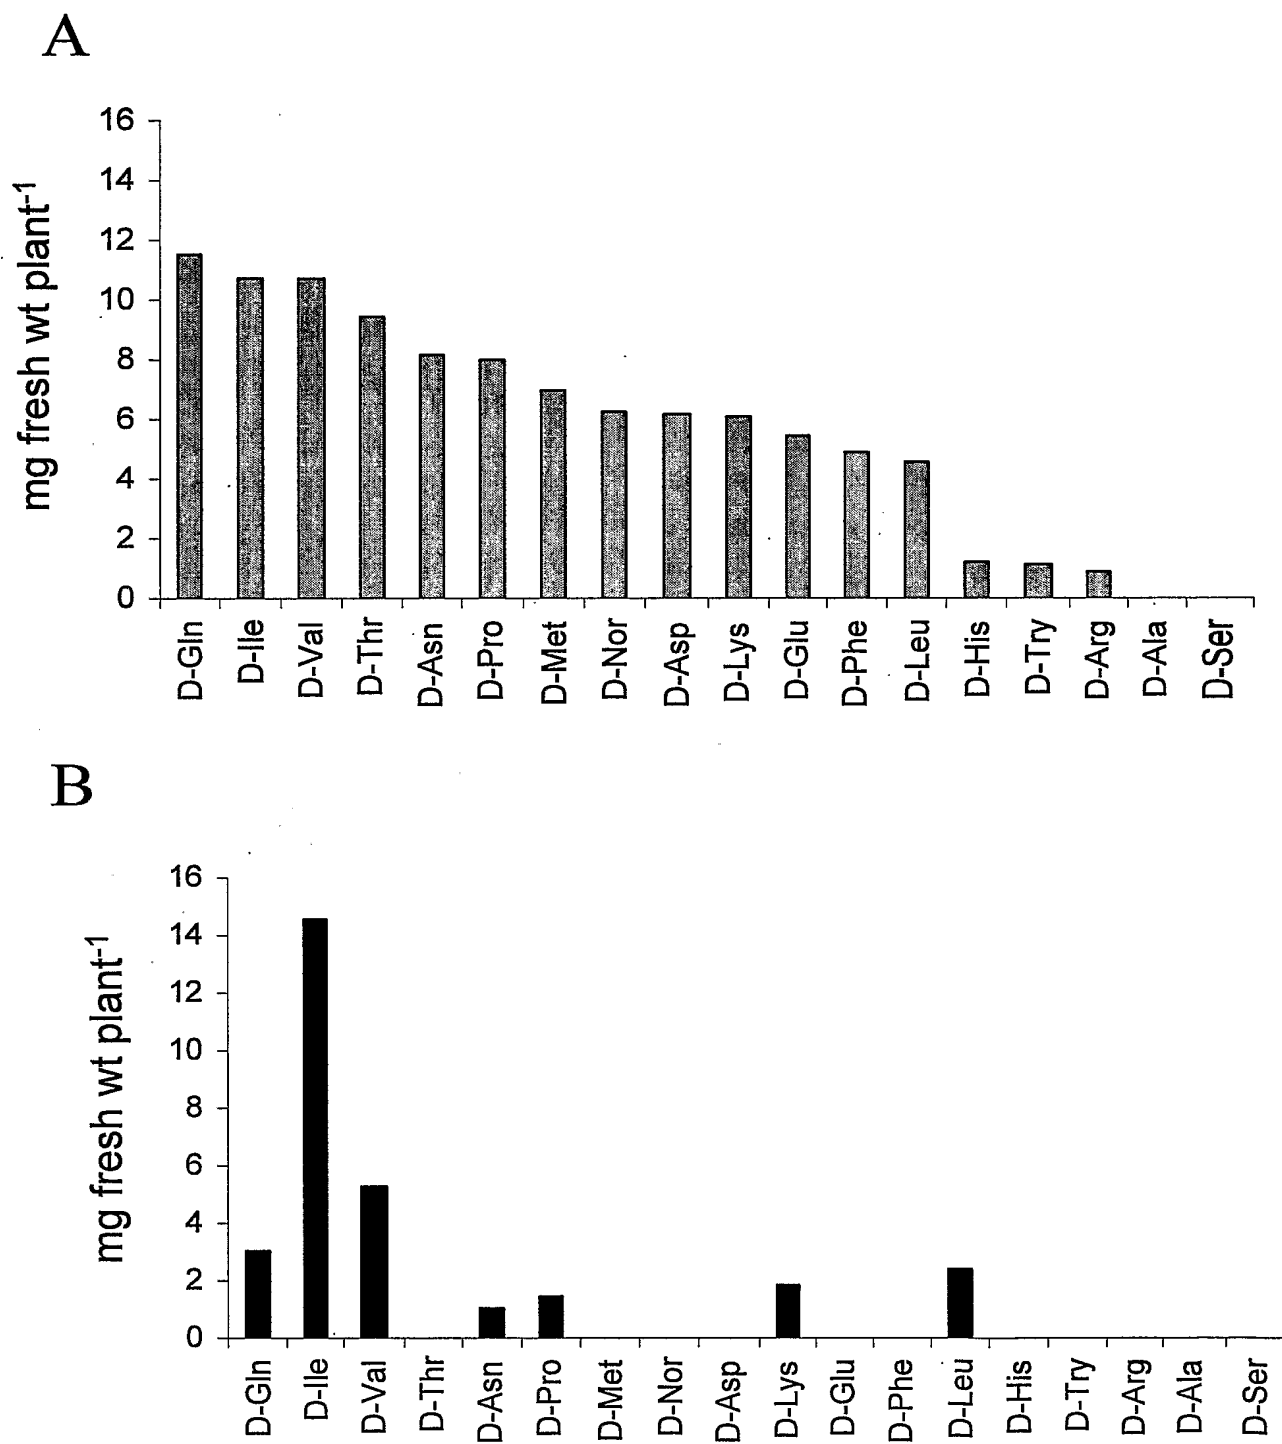 A
mg fresh wt plant-1
16
14
12
10
8
6
4
2
0
D-Gln
D-Ile
D-Val
D-Thr
D-Asn
D-Pro
D-Met
D-Nor
D-Asp
D-Lys
D-Glu
D-Phe
D-Leu
D-His
D-Try
D-Arg
D-Ala
D-Ser
B
mg fresh wt plant-1
16
14
12
10
8
6
4
2
0
D-Gln
D-Ile
D-Val
D-Thr
D-Asn
D-Pro
D-Met
D-Nor
D-Asp
D-Lys
D-Glu
D-Phe
D-Leu
D-His
D-Try
D-Arg
D-Ala
D-Ser